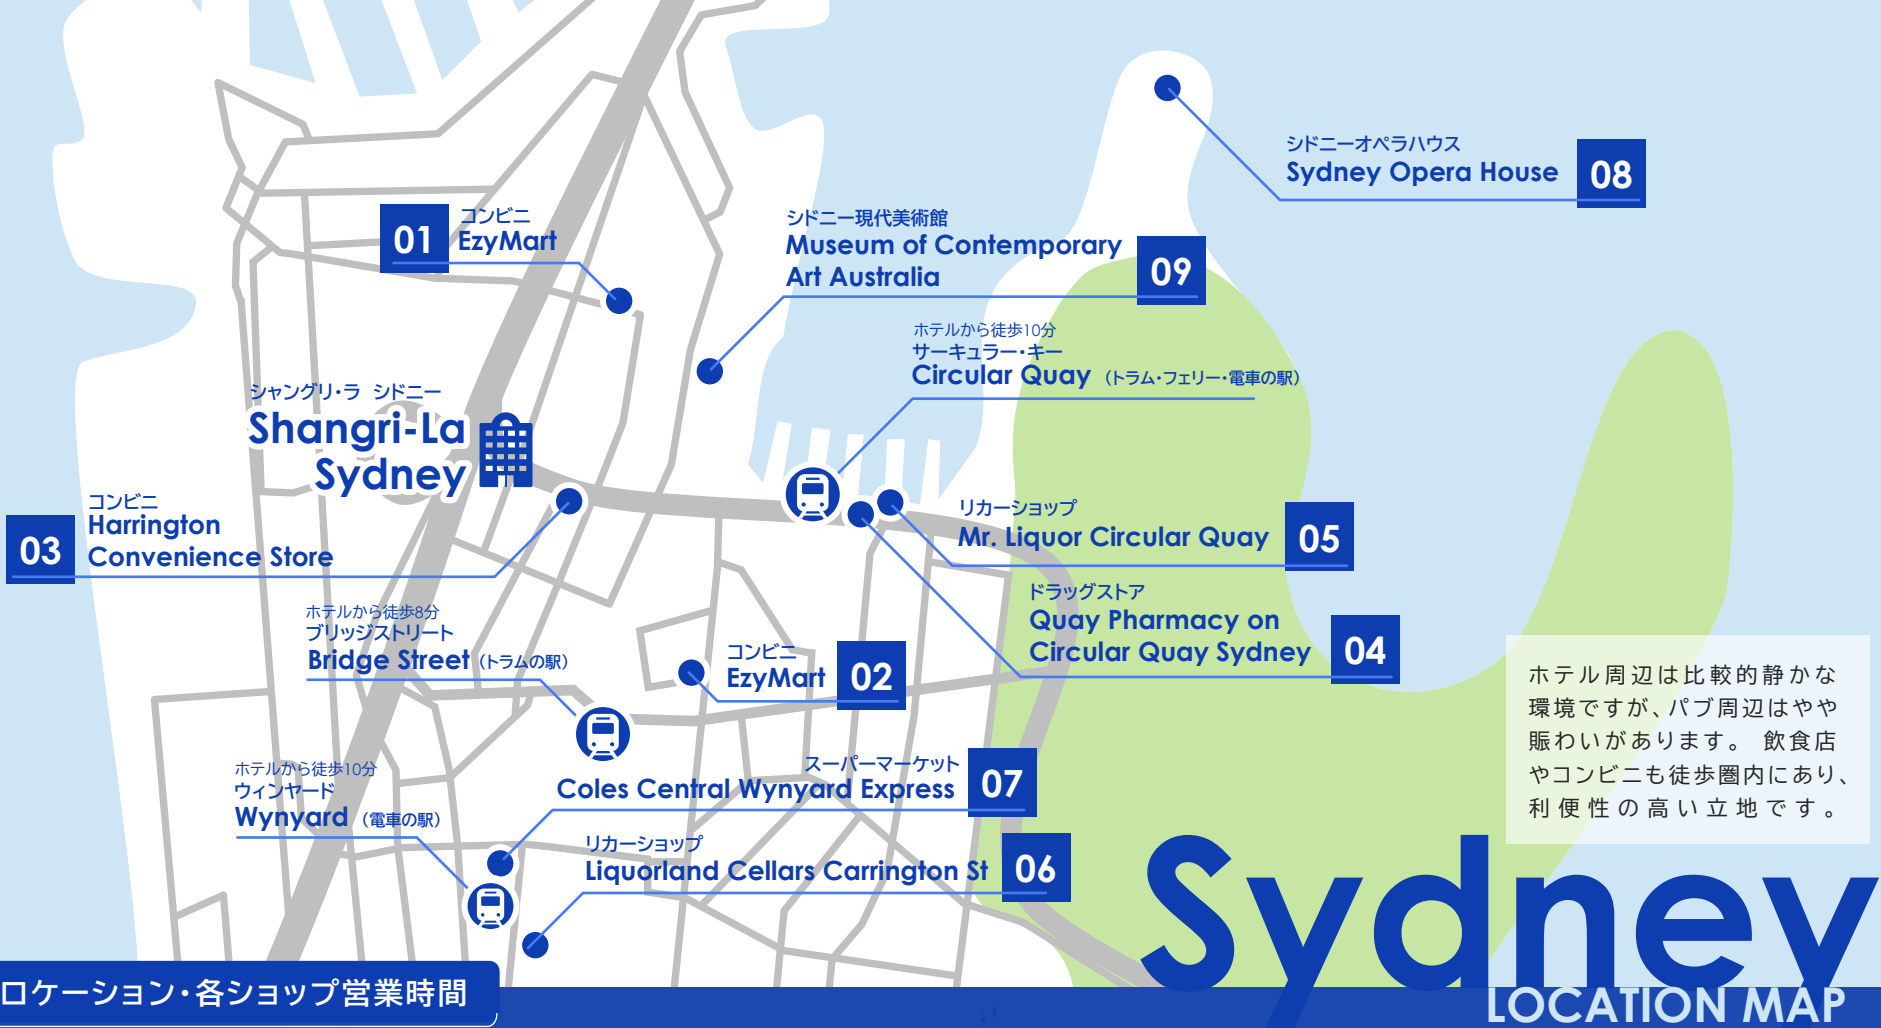 シドニーオペラハウス
Sydney Opera House
08
コンビニ
EzyMart
01
シドニー現代美術館
Museum of Contemporary
Art Australia
09
ホテルから徒歩10分
サーキュラー・キー
Circular Quay (トラム・フェリー・電車の駅)
シャングリ・ラ シドニー
Shangri-La
Sydney
コンビニ
Harrington
Convenience Store
03
リカーショップ
Mr. Liquor Circular Quay
05
ドラッグストア
Quay Pharmacy on
Circular Quay Sydney
04
ホテルから徒歩8分
ブリッジストリート
Bridge Street (トラムの駅)
コンビニ
EzyMart
02
ホテル周辺は比較的静かな
環境ですが、パブ周辺はやや
賑わいがあります。 飲食店
やコンビニも徒歩圏内にあり、
利便性の高い立地です。
スーパーマーケット
Coles Central Wynyard Express
07
ホテルから徒歩10分
ウィンヤード
Wynyard (電車の駅)
リカーショップ
Liquorland Cellars Carrington St
06
Sydney
LOCATION MAP
ロケーション・各ショップ営業時間